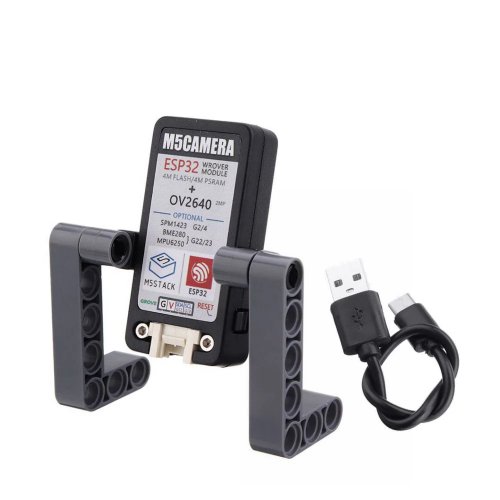 M5CAMERA
ESP32 WROVER MODULE
4M FLASH/4M PSRAM
+
OV2640 2MP
OPTIONAL
SPM1423 G2/4
BME280
MPU6250 } G22/23
M5STACK
ESP32
GROVE G V RESET